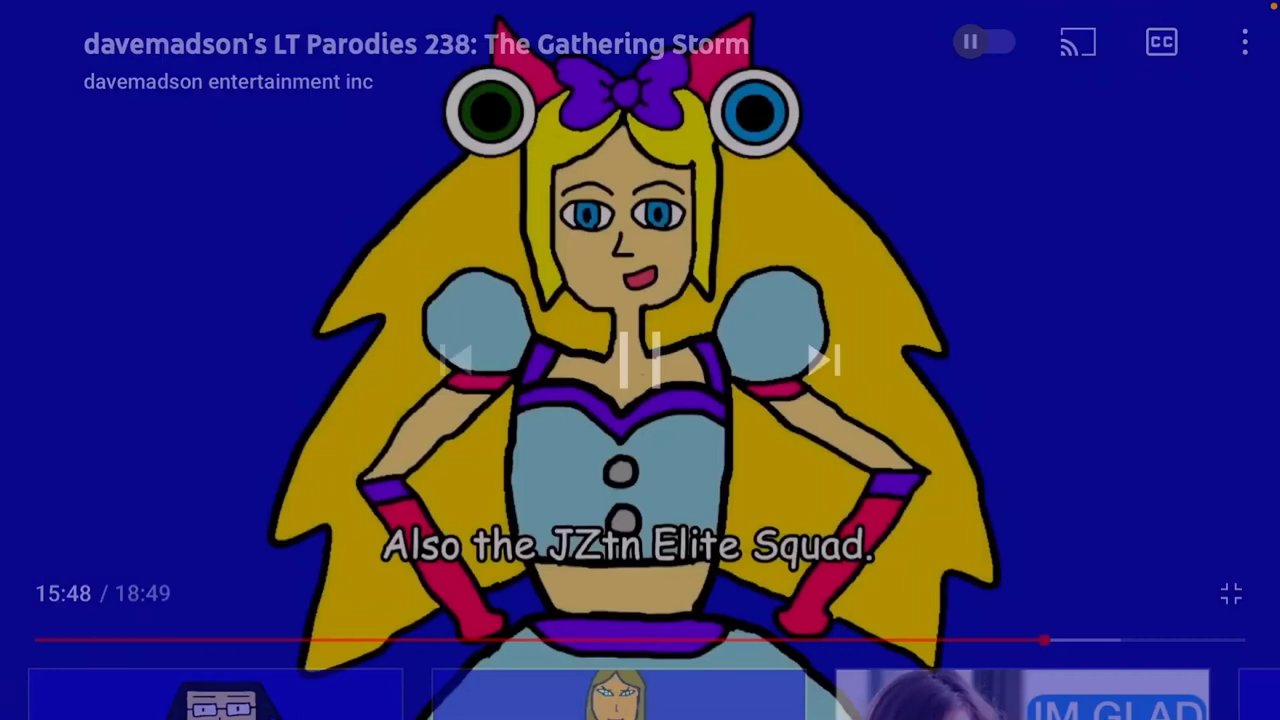 davemadson's LT Parodies 238: The Gathering Storm
davemadson entertainment inc
CC
Also the JZtn Elite Squad.
15:48 / 18:49
IM GLAD